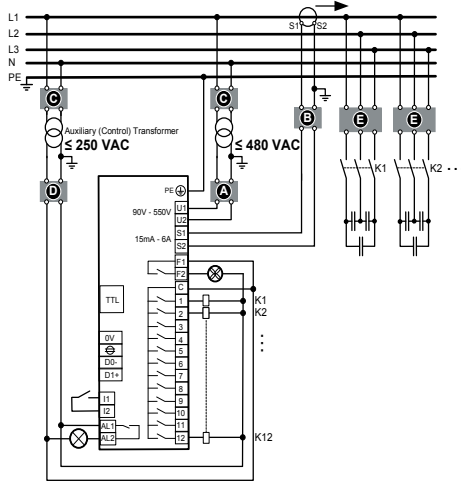 L1
L2
L3
N
PE
S1 S2
C
C
B
E
E
Auxiliary (Control) Transformer
≤ 250 VAC
≤ 480 VAC
D
A
K1
K2
PE
90V - 550V
U1
U2
15mA - 6A
S1
S2
F1
F2
C
TTL
1
K1
2
K2
3
4
0V
5
6
D0-
7
D1+
8
I1
9
I2
10
AL1
11
AL2
12
K12